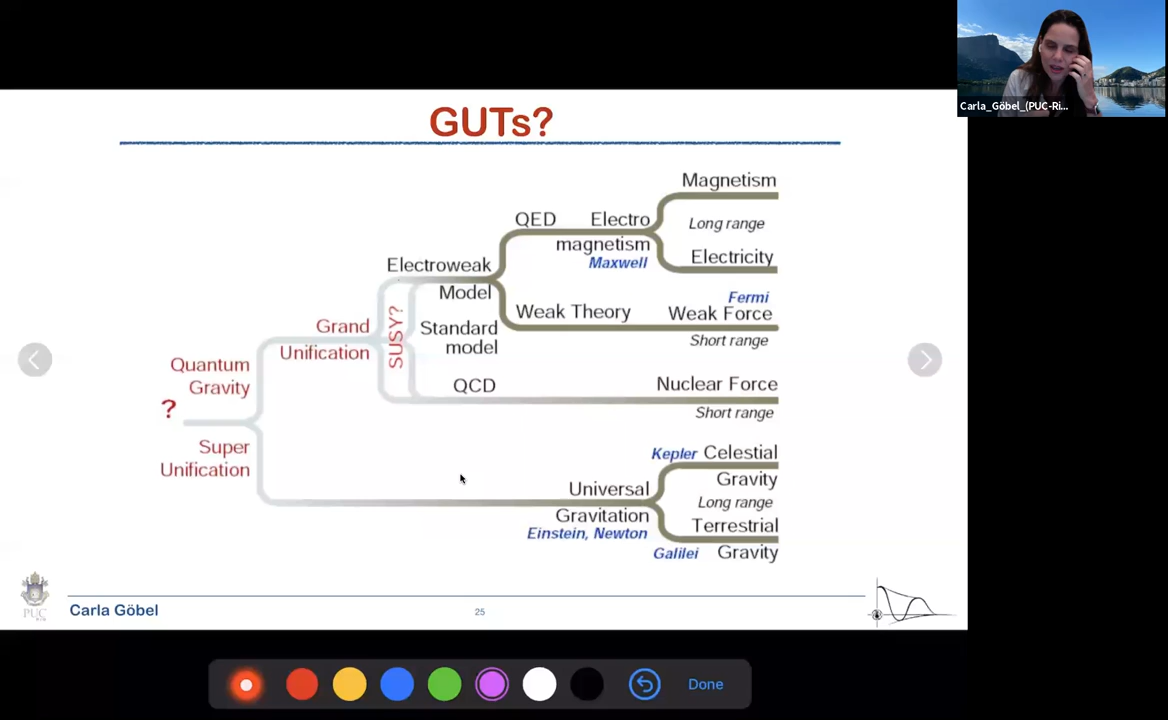 Carla_Göbel_(PUC-Ri...
GUTs?
Magnetism
QED Electro
Long range
magnetism
Maxwell
Electricity
Electroweak
Model
Fermi
Weak Theory
Weak Force
Short range
Grand
Unification
SUSY?
Standard
model
Quantum
Gravity
QCD
Nuclear Force
Short range
?
Super
Unification
Kepler Celestial
Gravity
Universal
Long range
Gravitation
Terrestrial
Einstein, Newton
Galilei Gravity
PUC
Carla Göbel
25
Done